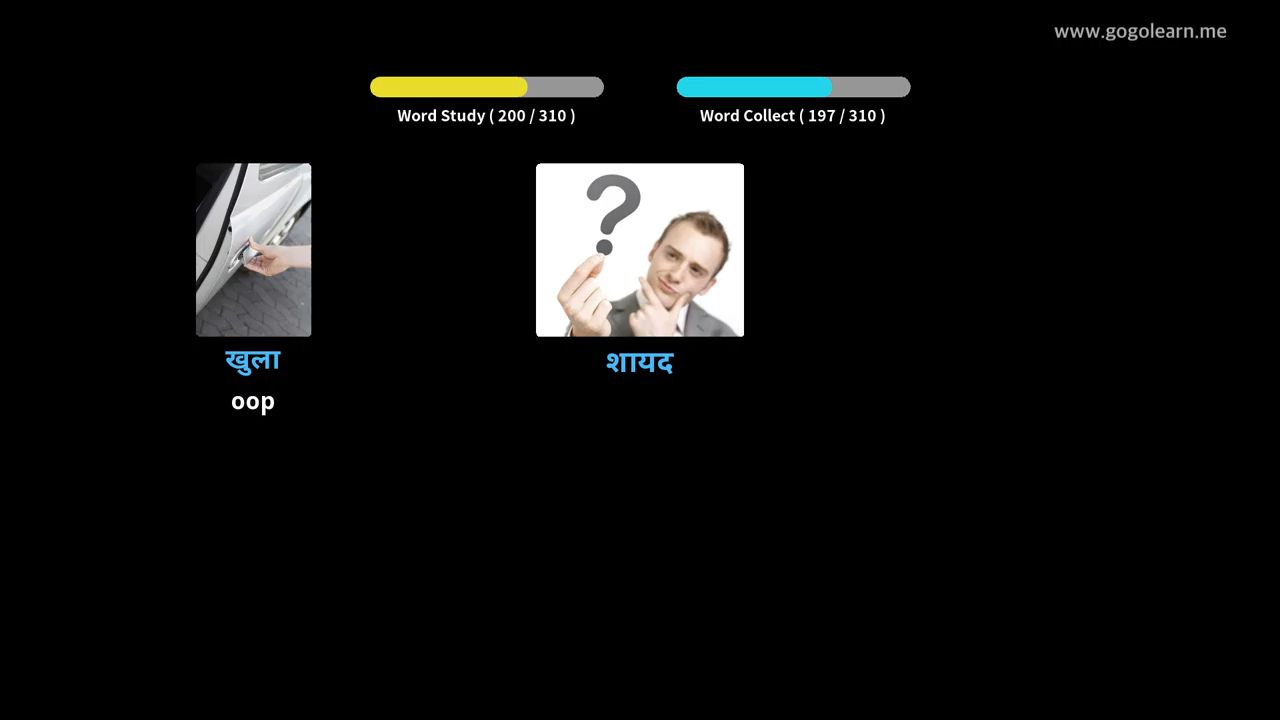 www.gogolearn.me
Word Study ( 200 / 310 )
Word Collect ( 197 / 310 )
खुला
शायद
oop